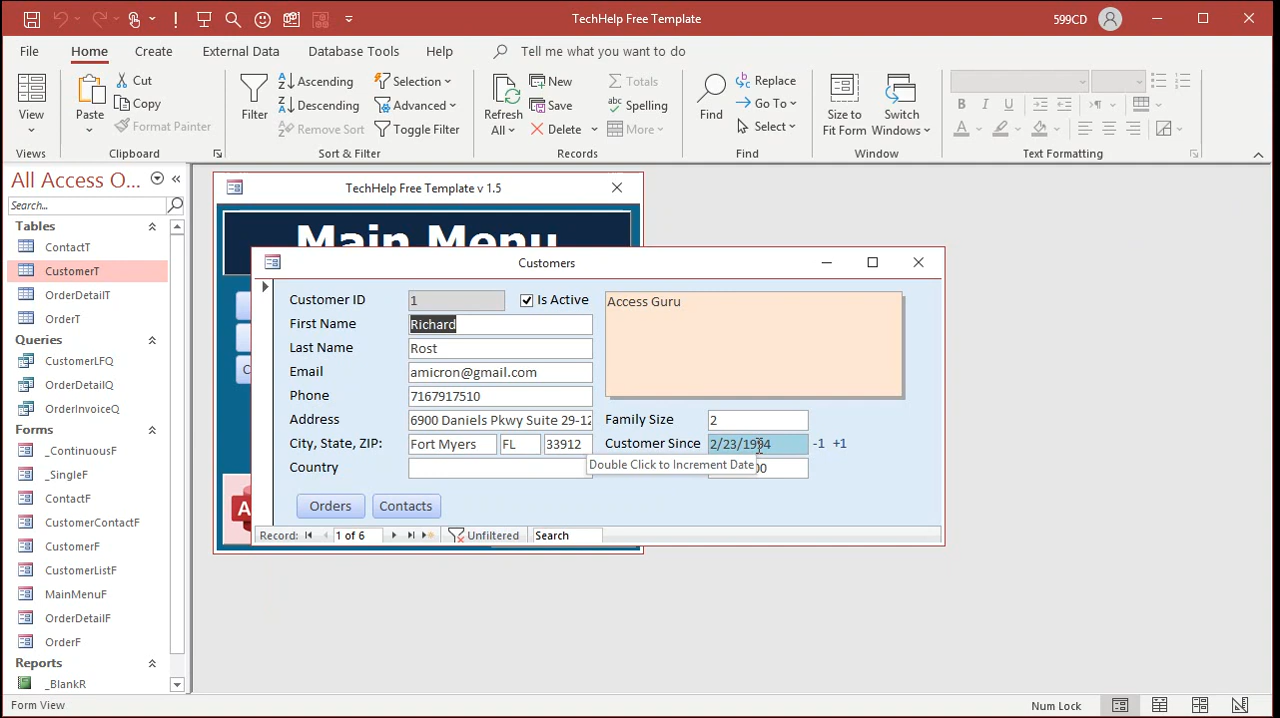 TechHelp Free Template
599CD
File
Home
Create
External Data
Database Tools
Help
Tell me what you want to do
View
Views
Paste
Cut
Copy
Format Painter
Clipboard
Filter
Ascending
Descending
Remove Sort
Selection
Advanced
Toggle Filter
Sort & Filter
Refresh
All
New
Save
Delete
Totals
Spelling
More
Records
Find
Replace
Go To
Select
Find
Size to
Fit Form
Switch
Windows
Window
B I U
A
Text Formatting
All Access O...
Search...
Tables
ContactT
CustomerT
OrderDetailT
OrderT
Queries
CustomerLFQ
OrderDetailQ
OrderInvoiceQ
Forms
_ContinuousF
_SingleF
ContactF
CustomerContactF
CustomerF
CustomerListF
MainMenuF
OrderDetailF
OrderF
Reports
_BlankR
TechHelp Free Template v 1.5
Main Menu
Customers
Customer ID 1
Is Active
First Name Richard
Last Name Rost
Email amicron@gmail.com
Phone 7167917510
Address 6900 Daniels Pkwy Suite 29-12
City, State, ZIP: Fort Myers FL 33912
Country
Access Guru
Family Size 2
Customer Since 2/23/1994 -1 +1
Double Click to Increment Date
Orders
Contacts
Record: 1 of 6
Unfiltered
Search
Form View
Num Lock